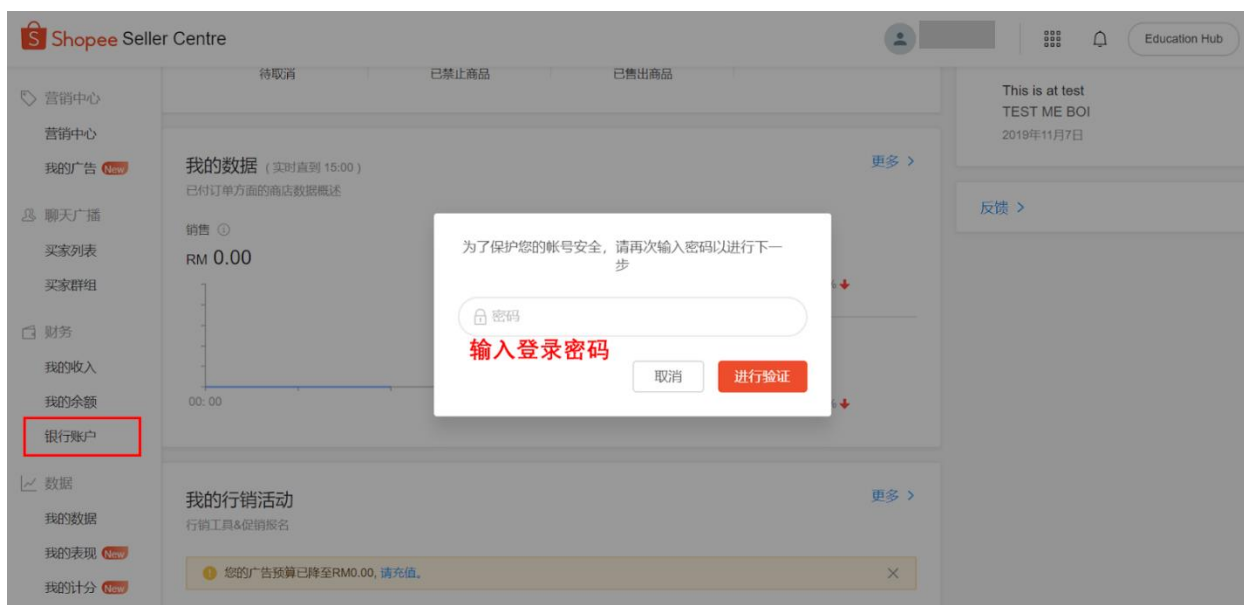 Shopee Seller Centre
Education Hub
营销中心
营销中心
我的广告 New
聊天广播
买家列表
买家群组
财务
我的收入
我的余额
银行账户
数据
我的数据
我的表现 New
我的计分 New
待取消 已禁止商品 已售出商品
我的数据 (实时直到 15:00) 更多 >
已付订单方面的商店数据概述
销售
RM 0.00
00:00
为了保护您的帐号安全,请再次输入密码以进行下一
步
密码
输入登录密码
取消 进行验证
我的行销活动 更多 >
行销工具&促销报名
您的广告预算已降至RM0.00, 请充值。
This is at test
TEST ME BOI
2019年11月7日
反馈 >